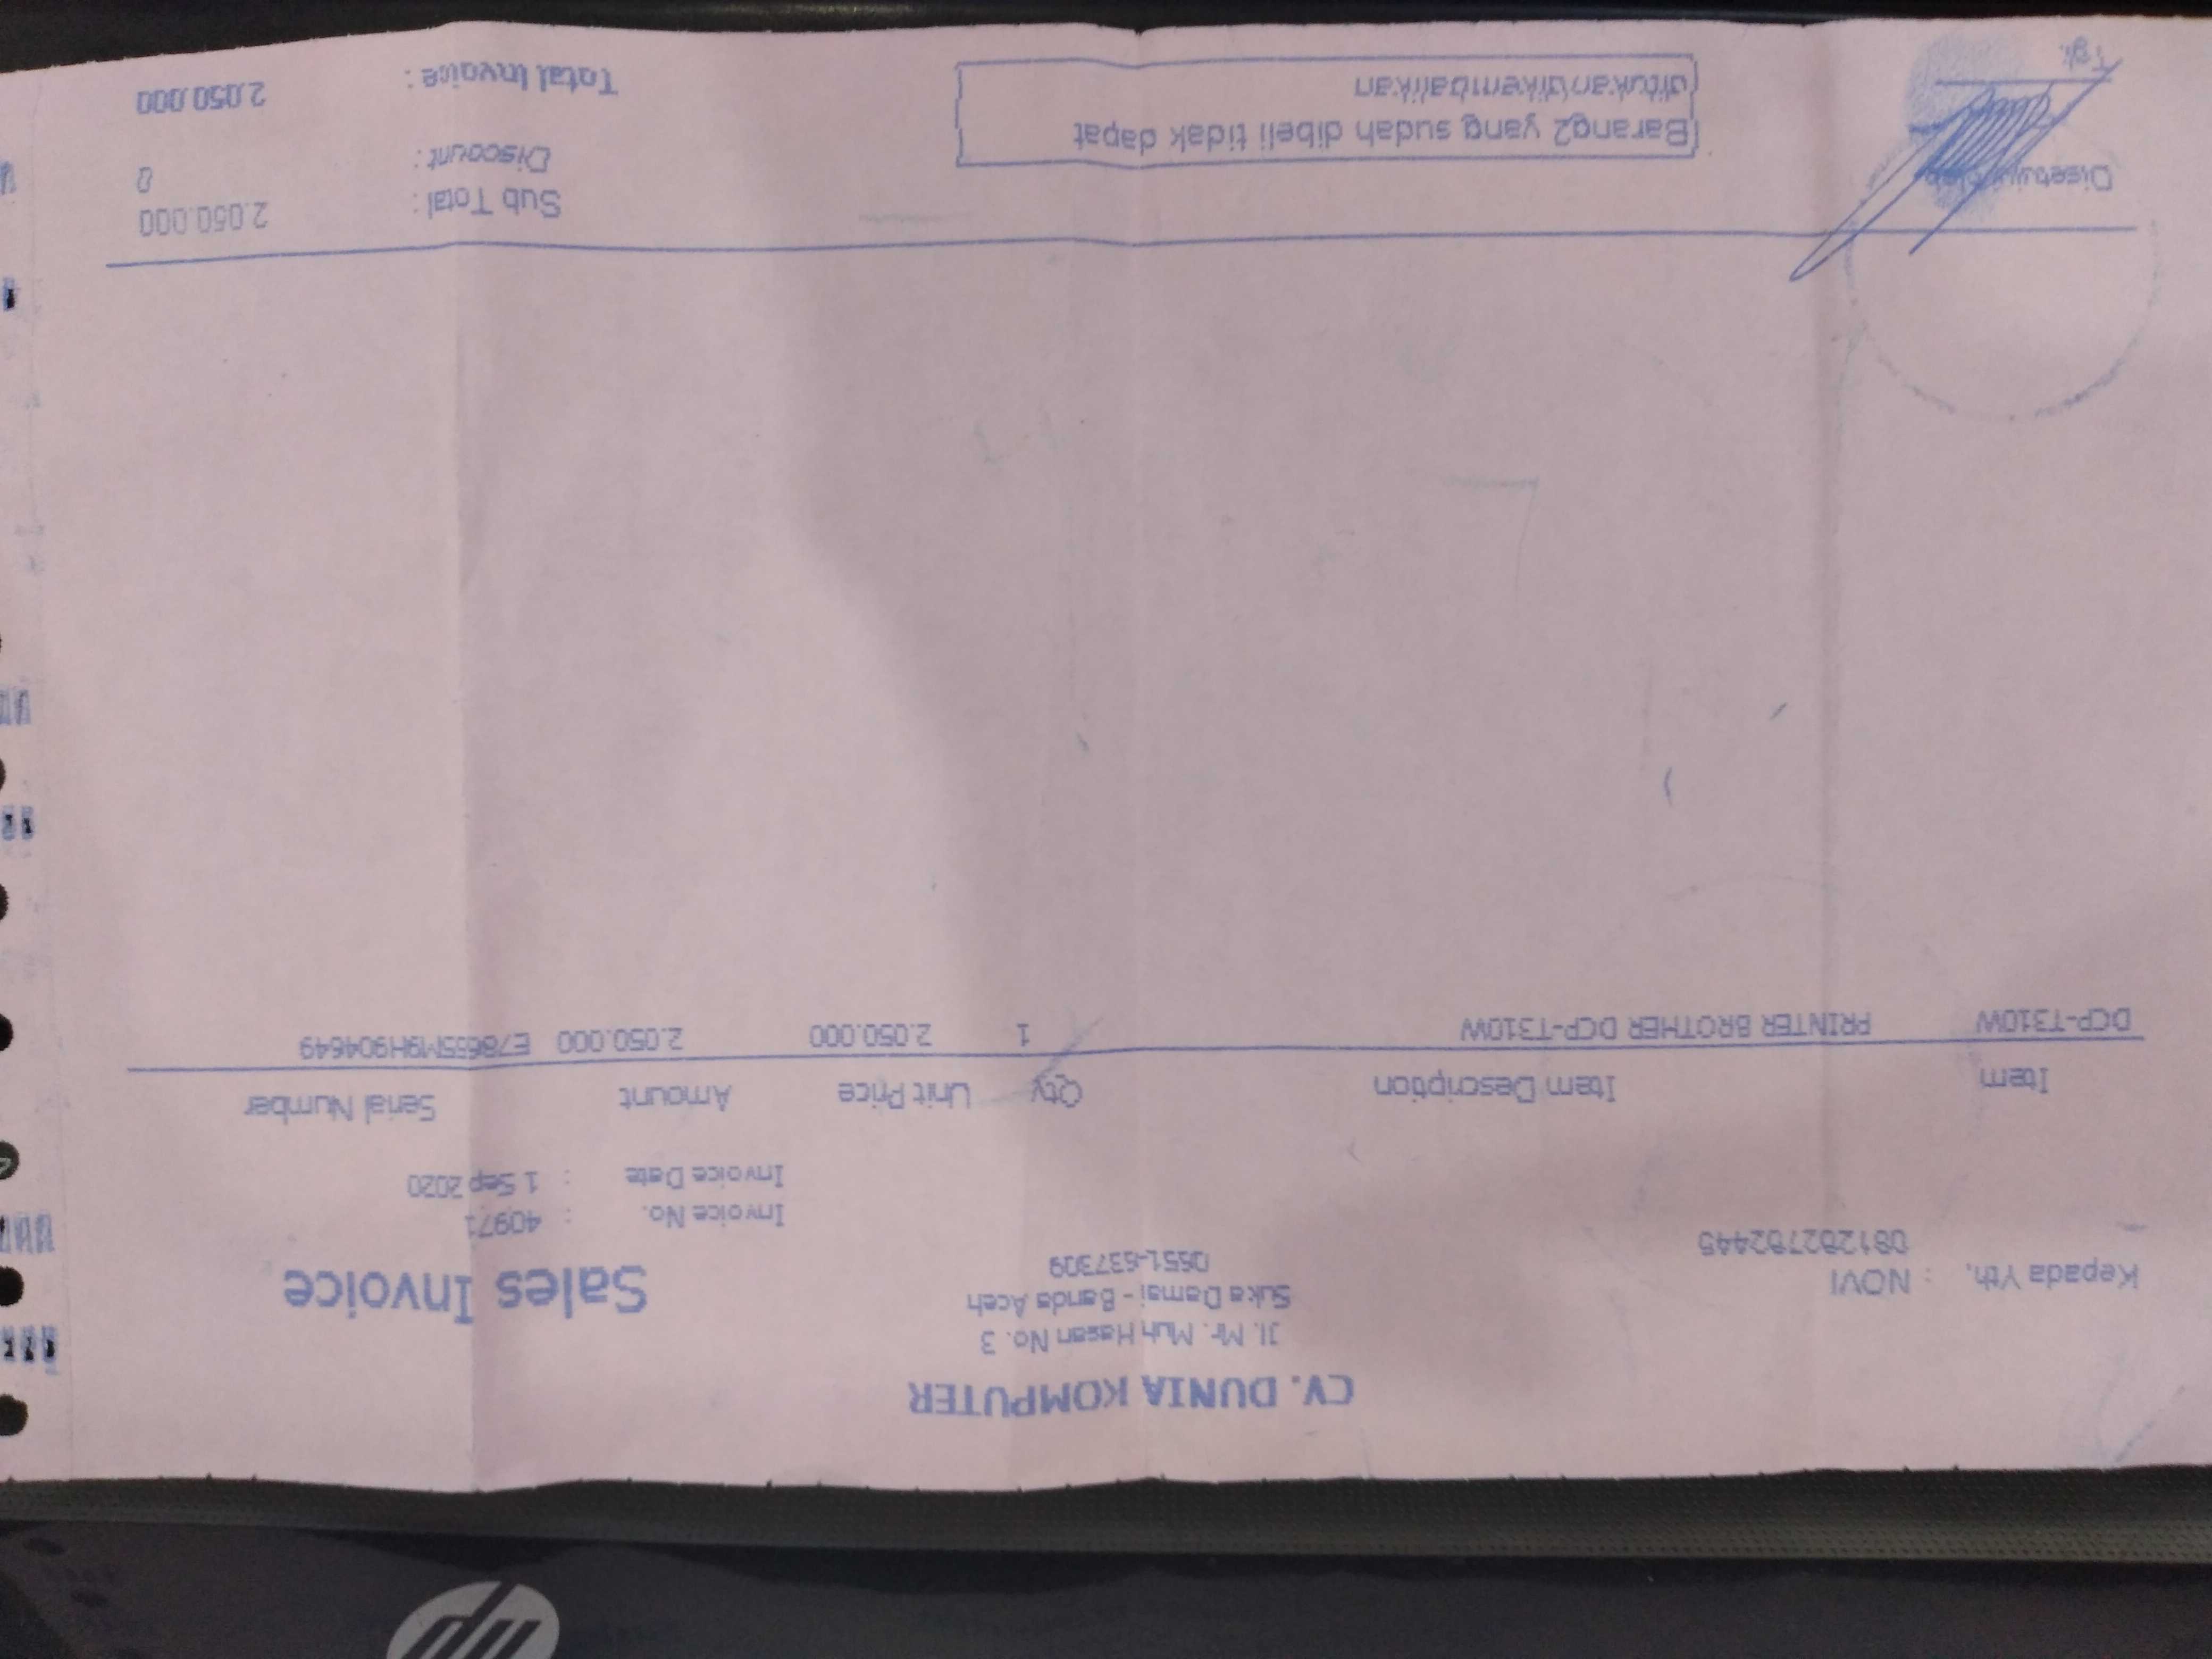 CV. DUNIA KOMPUTER
Jl. Mr. Muh Hasan No. 3
Suka Damai - Banda Aceh
0651-637309
Sales Invoice
Kepada Yth. : NOVI
081282782445
Invoice No. : 40971
Invoice Date : 1 Sep 2020
Item Item Description Qty Unit Price Amount Serial Number
DCP-T310W PRINTER BROTHER DCP-T310W 1 2.050.000 2.050.000 E78655M9H904649
Disetujui oleh
Tgl.
Barang2 yang sudah dibeli tidak dapat
ditukar/dikembalikan
Sub Total : 2.050.000
Discount : 0
Total Invoice : 2.050.000
hp